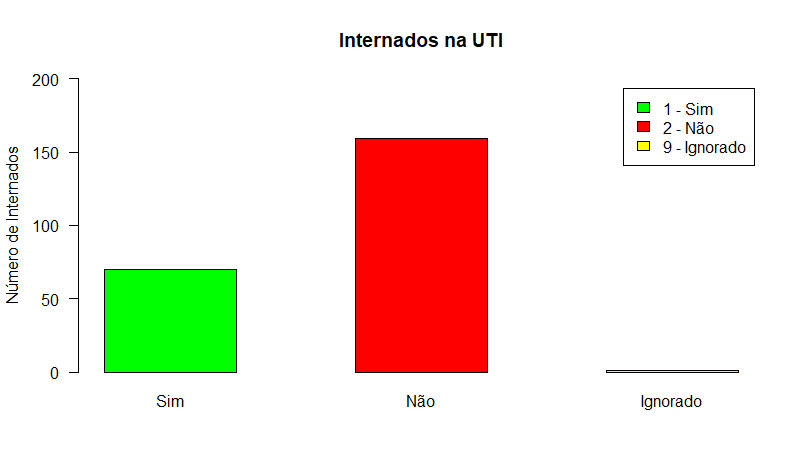 Internados na UTI
200
150
100
50
0
Número de Internados
1 - Sim
2 - Não
9 - Ignorado
Sim
Não
Ignorado